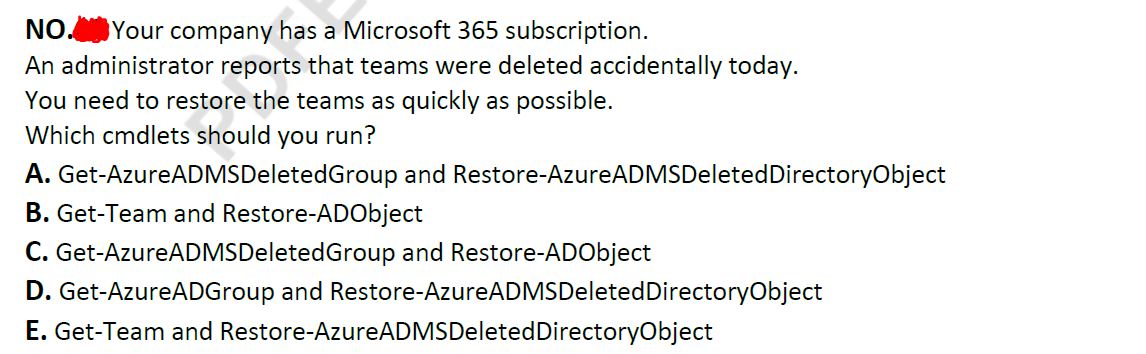 NO. Your company has a Microsoft 365 subscription.
An administrator reports that teams were deleted accidentally today.
You need to restore the teams as quickly as possible.
Which cmdlets should you run?
A. Get-AzureADMSDeletedGroup and Restore-AzureADMSDeletedDirectoryObject
B. Get-Team and Restore-ADObject
C. Get-AzureADMSDeletedGroup and Restore-ADObject
D. Get-AzureADGroup and Restore-AzureADMSDeletedDirectoryObject
E. Get-Team and Restore-AzureADMSDeletedDirectoryObject